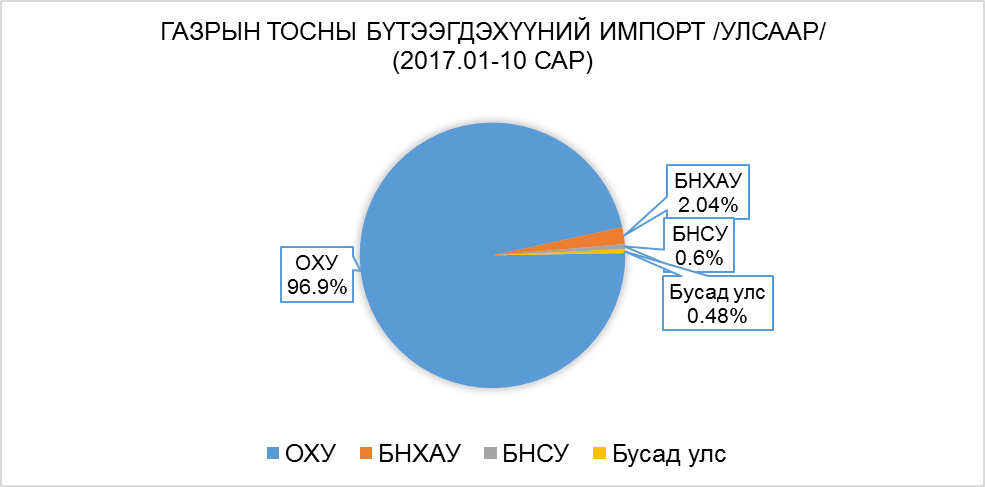 ГАЗРЫН ТОСНЫ БҮТЭЭГДЭХҮҮНИЙ ИМПОРТ /УЛСААР/
(2017.01-10 САР)
БНХАУ
2.04%
БНСУ
0.6%
ОХУ
96.9%
Бусад улс
0.48%
ОХУ БНХАУ БНСУ Бусад улс